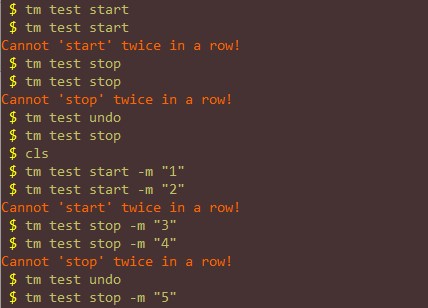 $ tm test start
$ tm test start
Cannot 'start' twice in a row!
$ tm test stop
$ tm test stop
Cannot 'stop' twice in a row!
$ tm test undo
$ tm test stop
$ cls
$ tm test start -m "1"
$ tm test start -m "2"
Cannot 'start' twice in a row!
$ tm test stop -m "3"
$ tm test stop -m "4"
Cannot 'stop' twice in a row!
$ tm test undo
$ tm test stop -m "5"